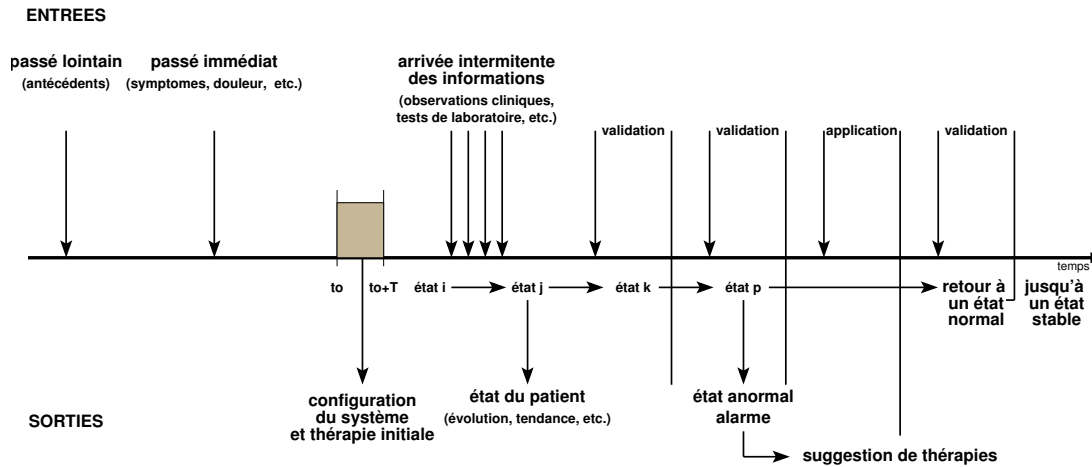 ENTREES
passé lointain
(antécédents)
passé immédiat
(symptomes, douleur, etc.)
arrivée intermitente
des informations
(observations cliniques,
tests de laboratoire, etc.)
validation
validation
application
validation
temps
to
to+T
état i
état j
état k
état p
retour à
un état
normal
jusqu'à
un état
stable
configuration
du système
et thérapie initiale
état du patient
(évolution, tendance, etc.)
état anormal
alarme
SORTIES
suggestion de thérapies